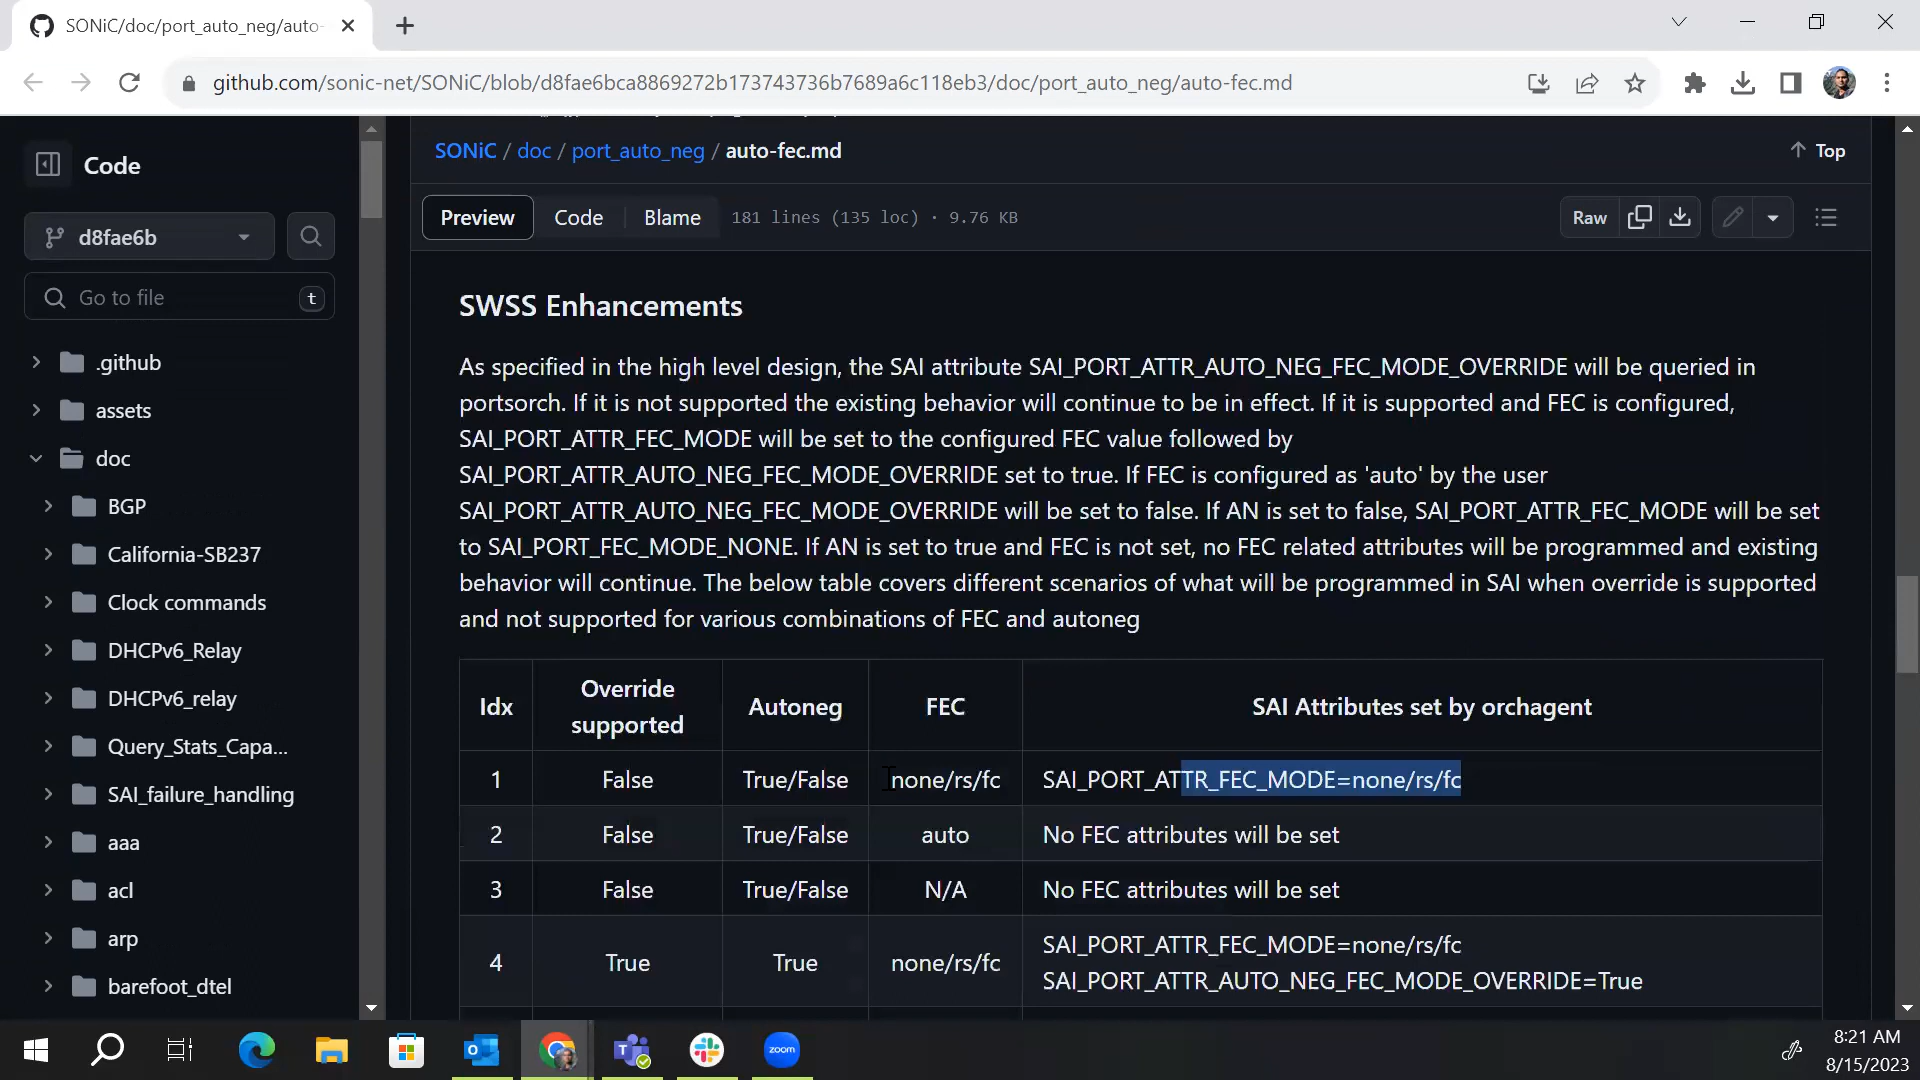 SONiC/doc/port_auto_neg/auto-
github.com/sonic-net/SONiC/blob/d8fae6bca8869272b173743736b7689a6c118eb3/doc/port_auto_neg/auto-fec.md
Code
d8fae6b
Go to file
t
.github
assets
doc
BGP
California-SB237
Clock commands
DHCPv6_Relay
DHCPv6_relay
Query_Stats_Capa...
SAI_failure_handling
aaa
acl
arp
barefoot_dtel
SONiC / doc / port_auto_neg / auto-fec.md
Top
Preview Code Blame 181 lines (135 loc) · 9.76 KB
Raw
SWSS Enhancements
As specified in the high level design, the SAI attribute SAI_PORT_ATTR_AUTO_NEG_FEC_MODE_OVERRIDE will be queried in
portsorch. If it is not supported the existing behavior will continue to be in effect. If it is supported and FEC is configured,
SAI_PORT_ATTR_FEC_MODE will be set to the configured FEC value followed by
SAI_PORT_ATTR_AUTO_NEG_FEC_MODE_OVERRIDE set to true. If FEC is configured as 'auto' by the user
SAI_PORT_ATTR_AUTO_NEG_FEC_MODE_OVERRIDE will be set to false. If AN is set to false, SAI_PORT_ATTR_FEC_MODE will be set
to SAI_PORT_FEC_MODE_NONE. If AN is set to true and FEC is not set, no FEC related attributes will be programmed and existing
behavior will continue. The below table covers different scenarios of what will be programmed in SAI when override is supported
and not supported for various combinations of FEC and autoneg
Idx Override supported Autoneg FEC SAI Attributes set by orchagent
1 False True/False none/rs/fc SAI_PORT_ATTR_FEC_MODE=none/rs/fc
2 False True/False auto No FEC attributes will be set
3 False True/False N/A No FEC attributes will be set
4 True True none/rs/fc SAI_PORT_ATTR_FEC_MODE=none/rs/fc
SAI_PORT_ATTR_AUTO_NEG_FEC_MODE_OVERRIDE=True
zoom
8:21 AM
8/15/2023